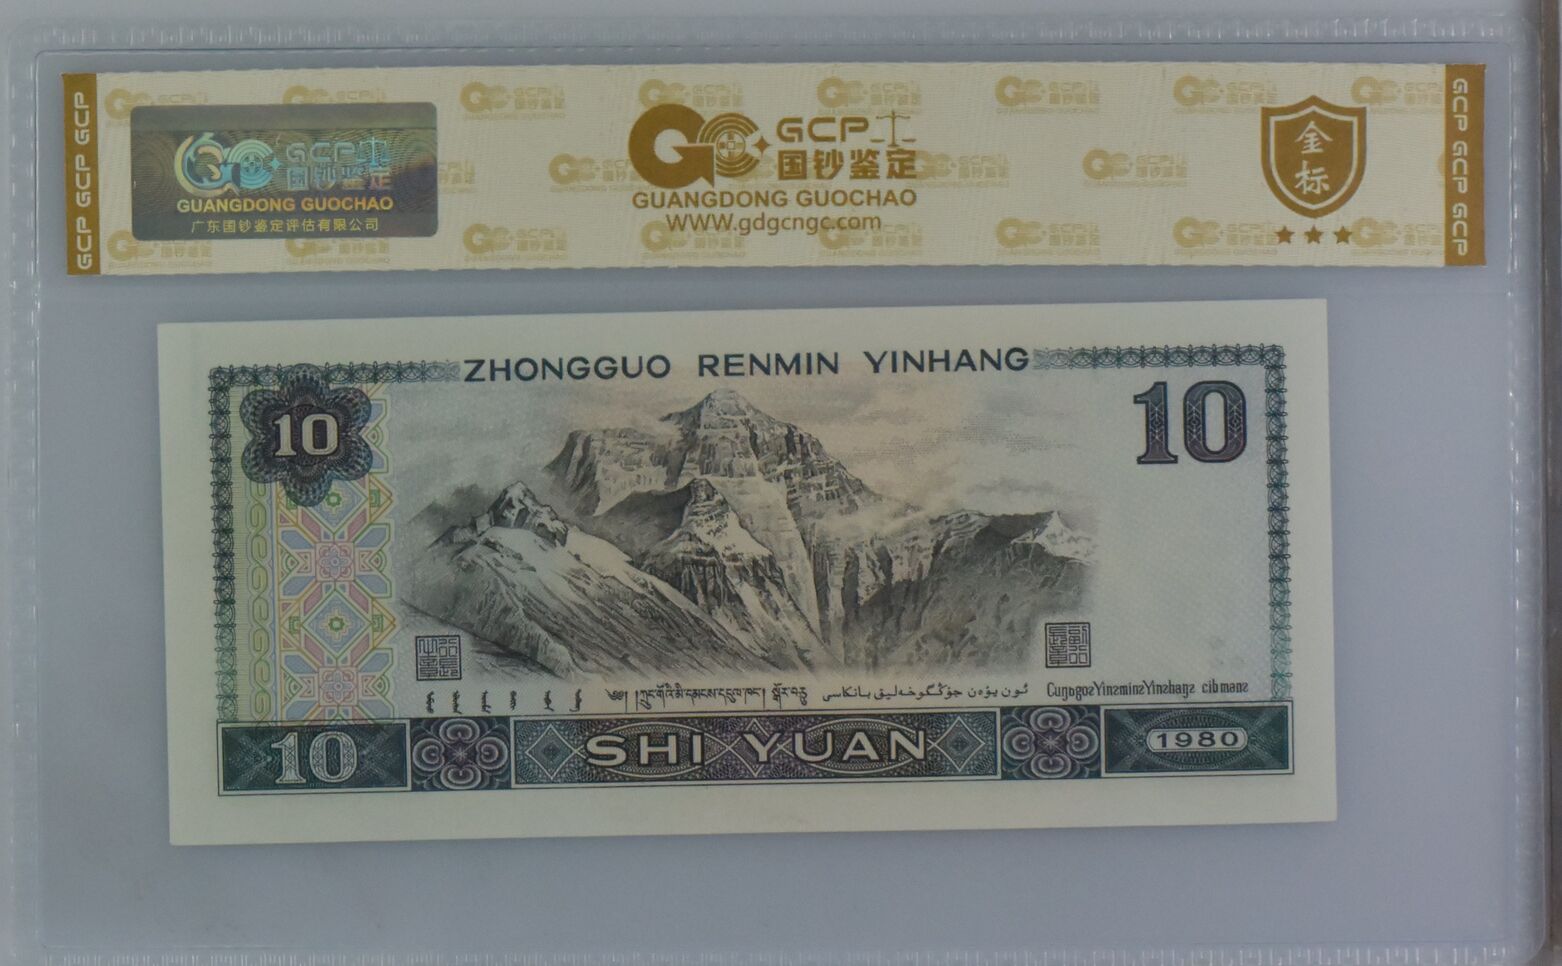 GCP GCP GCP
GCP
国钞鉴定
GUANGDONG GUOCHAO
广东国钞鉴定评估有限公司
GCP
国钞鉴定
GUANGDONG GUOCHAO
WWW.gdgcngc.com
金
标
GCP GCP GCP
ZHONGGUO RENMIN YINHANG
10
10
10
SHI YUAN
1980